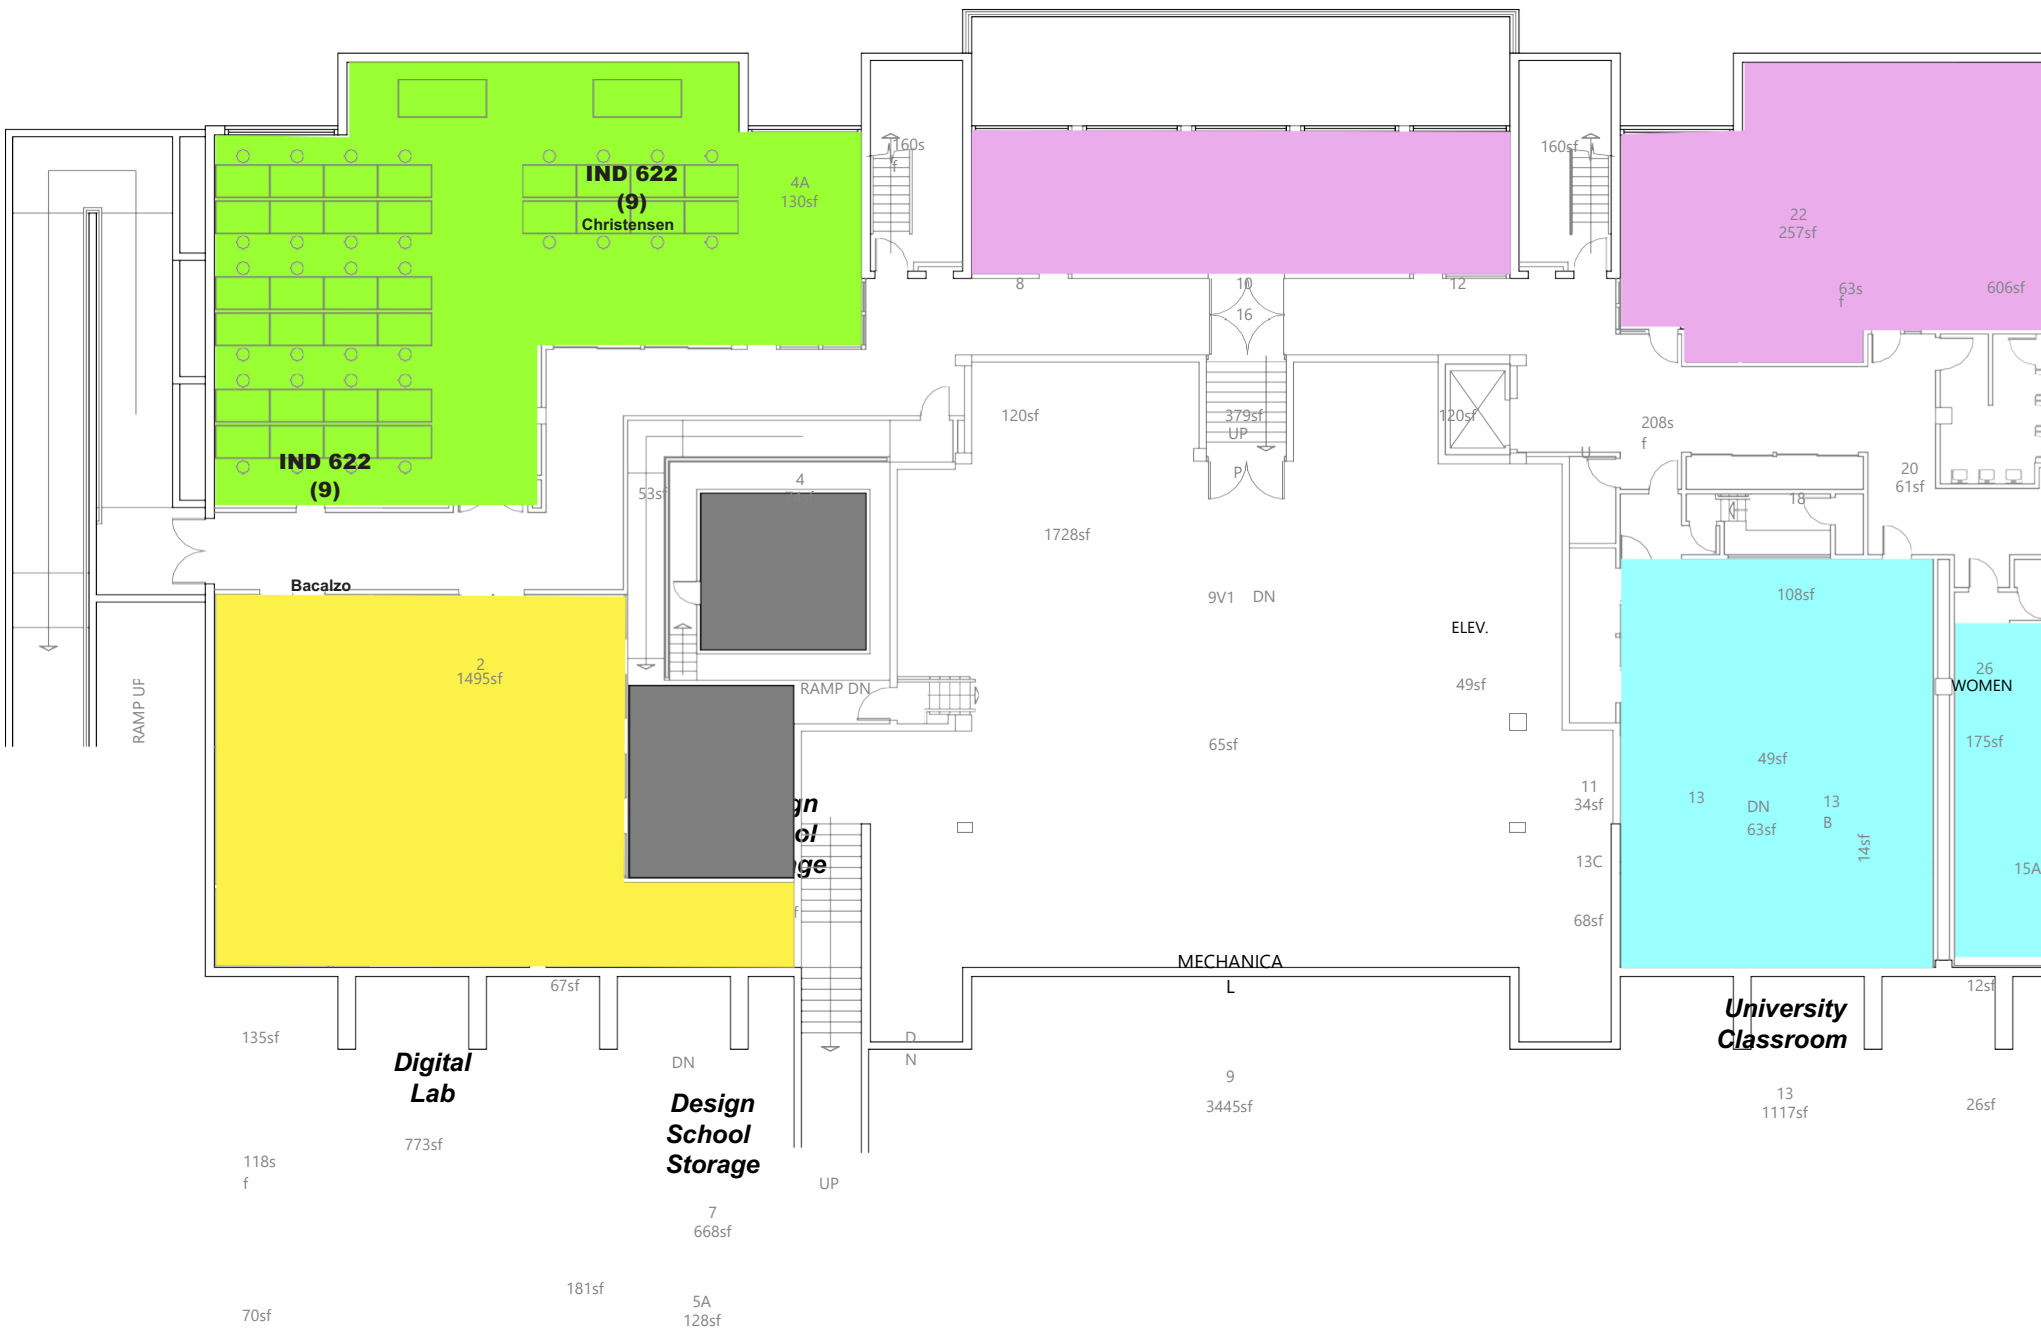 160s
f
160sf
IND 622
(9)
Christensen
4A
130sf
22
257sf
8
10
12
16
63s
f
606sf
120sf
379sf
UP
120sf
208s
f
U
P
IND 622
(9)
53sf
4
18
20
61sf
1728sf
Bacalzo
9V1
DN
108sf
ELEV.
2
1495sf
RAMP UP
RAMP DN
49sf
26
WOMEN
65sf
175sf
49sf
11
34sf
13
DN
63sf
13
B
14sf
gn
ol
ge
13C
15A
68sf
f
MECHANICA
L
67sf
12sf
University
Classroom
135sf
D
N
Digital
Lab
DN
9
3445sf
13
1117sf
26sf
Design
School
Storage
773sf
118s
f
UP
7
668sf
181sf
5A
128sf
70sf